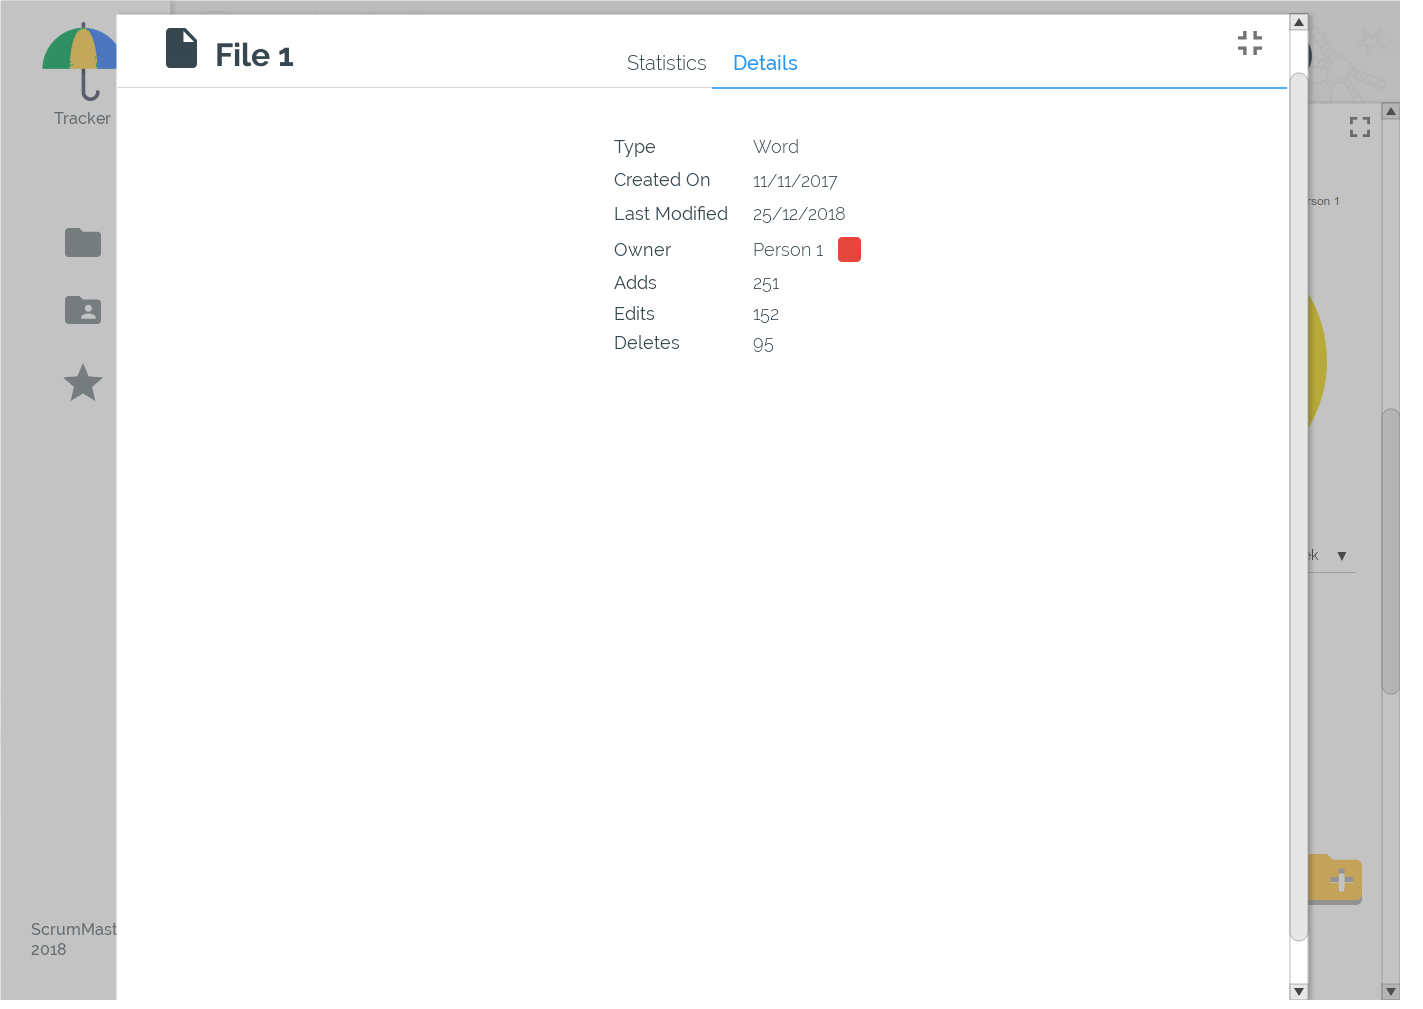 File 1
Statistics Details
Tracker
Type Word
Created On 11/11/2017
Last Modified 25/12/2018
Owner Person 1
Adds 251
Edits 152
Deletes 95
rson 1
ek
ScrumMast
2018